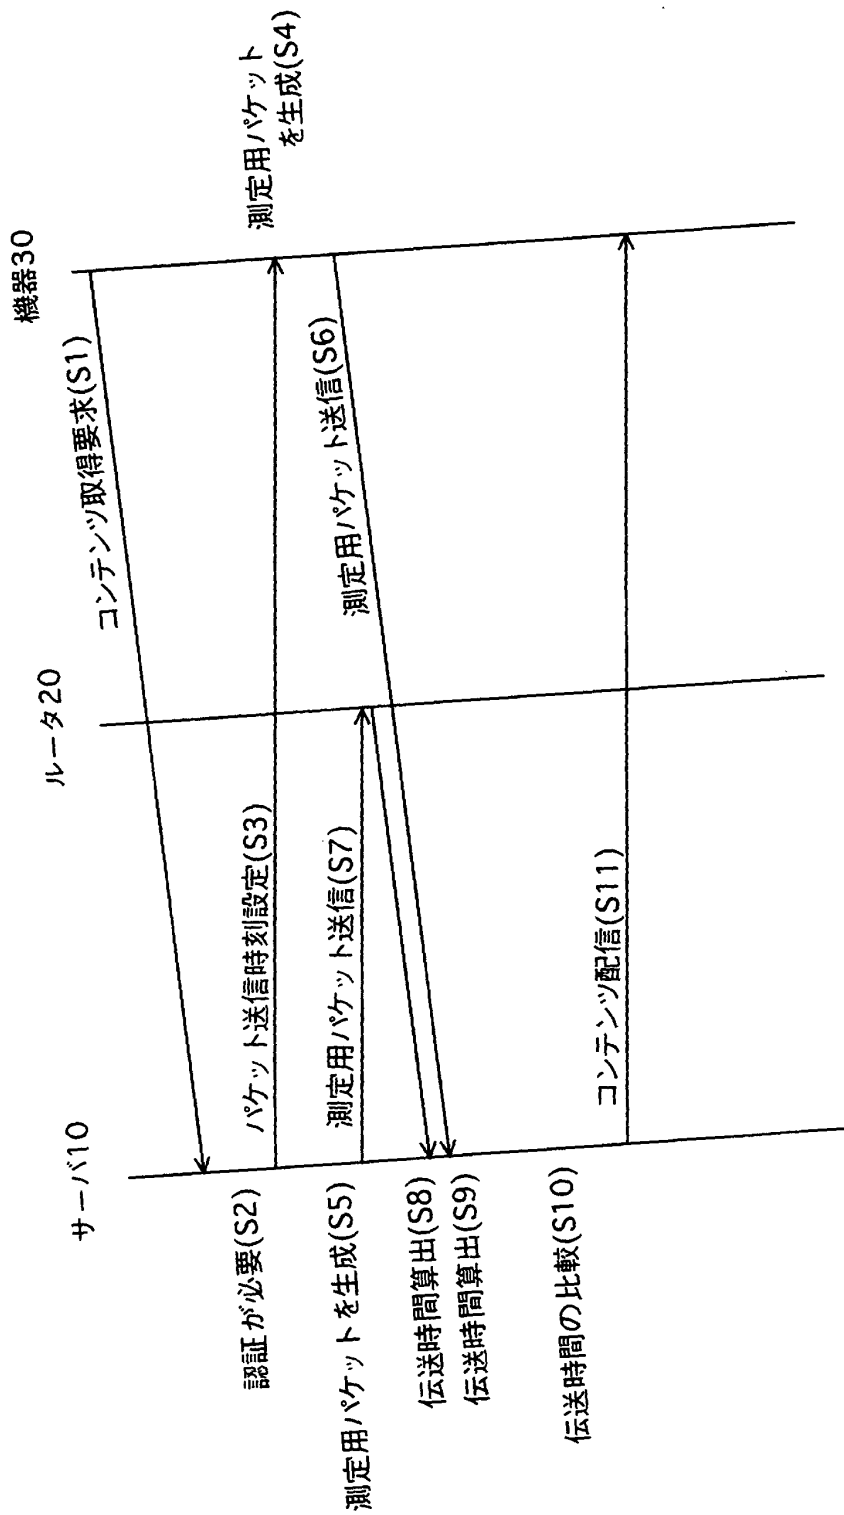 サーバ10
ルータ20
機器30
コンテンツ取得要求(S1)
認証が必要(S2)
パケット送信時刻設定(S3)
測定用パケット
を生成(S4)
測定用パケットを生成(S5)
測定用パケット送信(S7)
測定用パケット送信(S6)
伝送時間算出(S8)
伝送時間算出(S9)
伝送時間の比較(S10)
コンテンツ配信(S11)